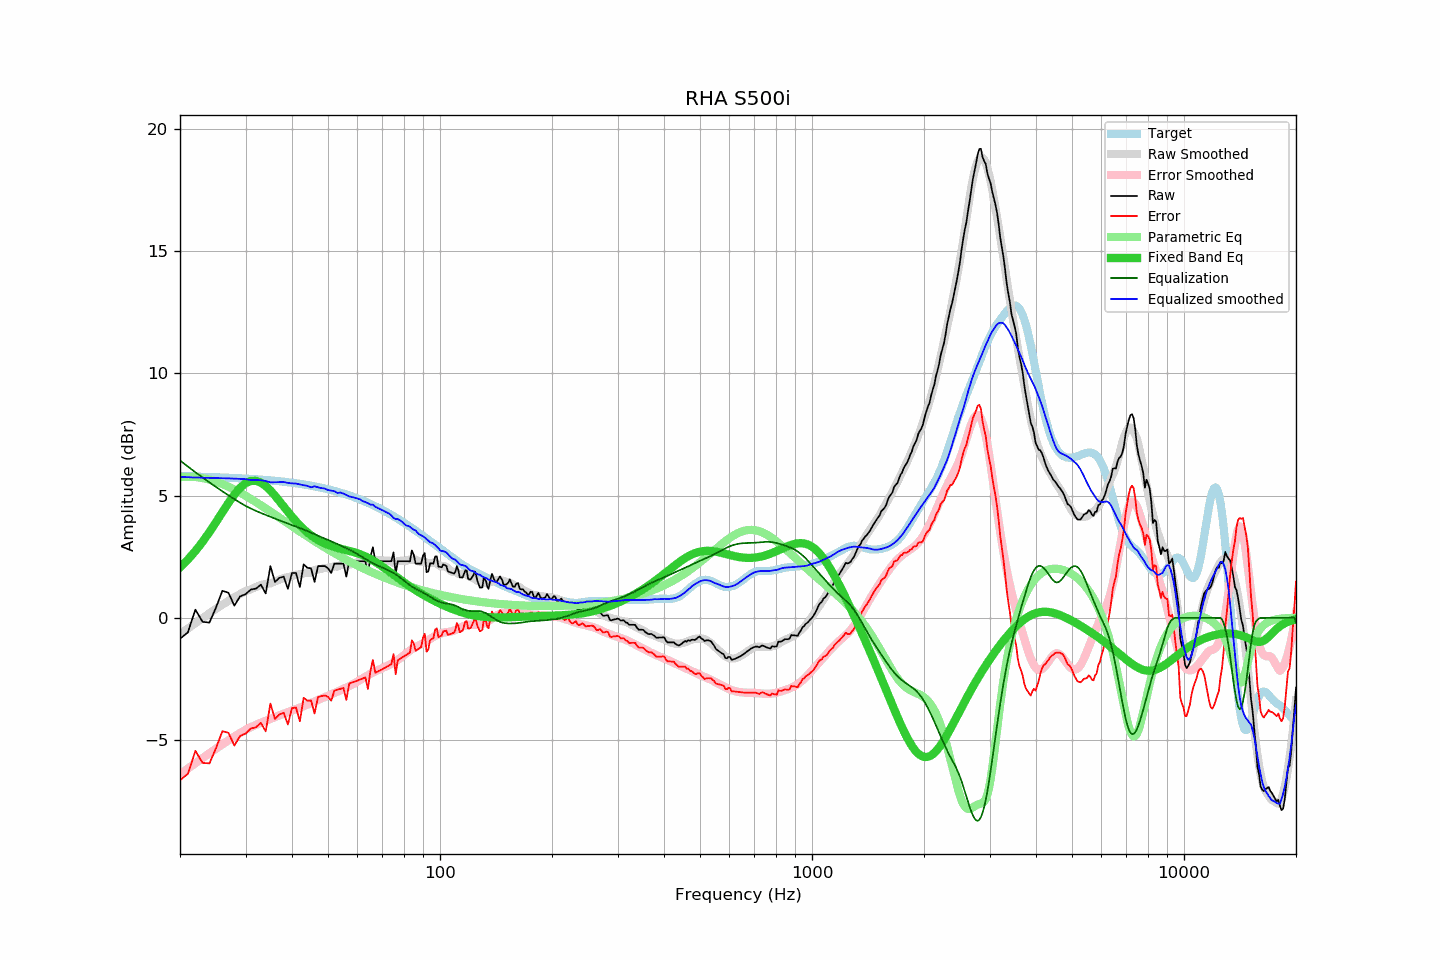 RHA S500i
20
15
10
5
0
−5
Amplitude (dBr)
Target
Raw Smoothed
Error Smoothed
Raw
Error
Parametric Eq
Fixed Band Eq
Equalization
Equalized smoothed
100
1000
10000
Frequency (Hz)